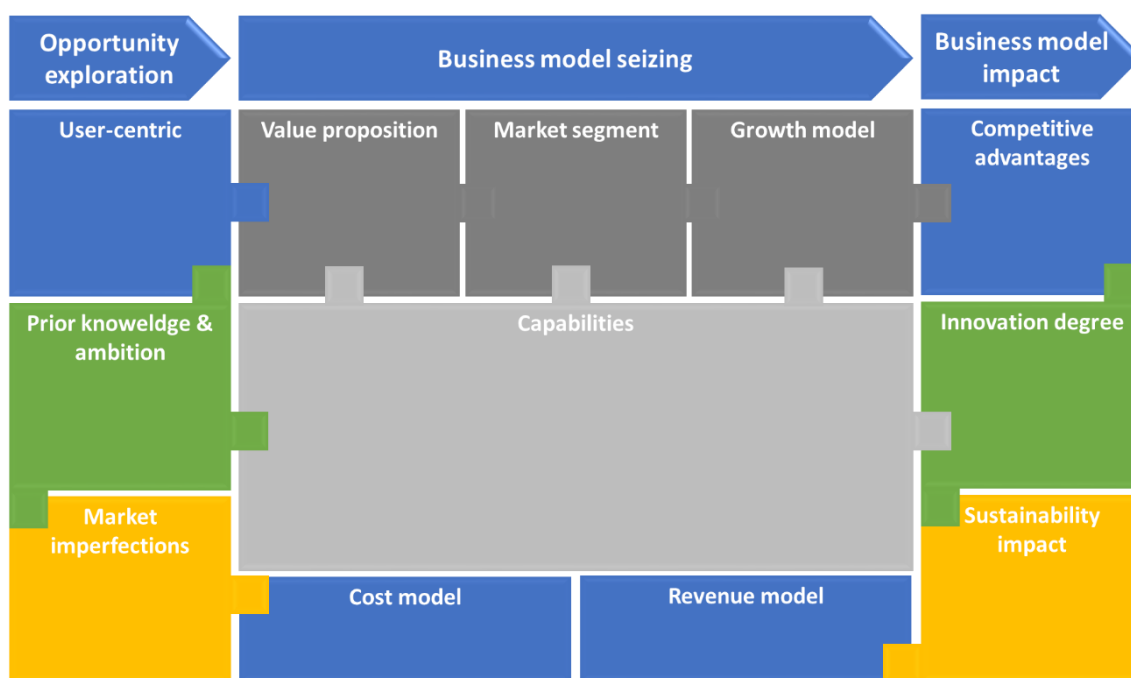 Opportunity
exploration
Business model seizing
Business model
impact
User-centric
Value proposition
Market segment
Growth model
Competitive
advantages
Prior knoweldge &
ambition
Capabilities
Innovation degree
Market
imperfections
Sustainability
impact
Cost model
Revenue model